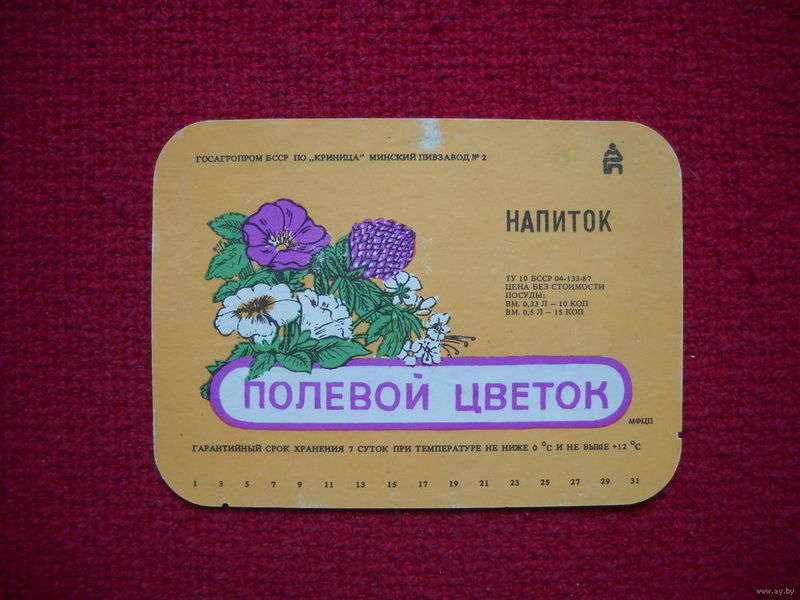 ГОСАГРОПРОМ БССР ПО „КРИНИЦА" МИНСКИЙ ПИВЗАВОД № 2
НАПИТОК
ТУ 10 БССР 04-133-87
ЦЕНА БЕЗ СТОИМОСТИ
ПОСУДЫ:
ВМ. 0,33 Л – 10 КОП
ВМ. 0,5 Л – 15 КОП
ПОЛЕВОЙ ЦВЕТОК
МФЦП
ГАРАНТИЙНЫЙ СРОК ХРАНЕНИЯ 7 СУТОК ПРИ ТЕМПЕРАТУРЕ НЕ НИЖЕ 0 °С И НЕ ВЫШЕ +12 °С
1 3 5 7 9 11 13 15 17 19 21 23 25 27 29 31
www.ay.by